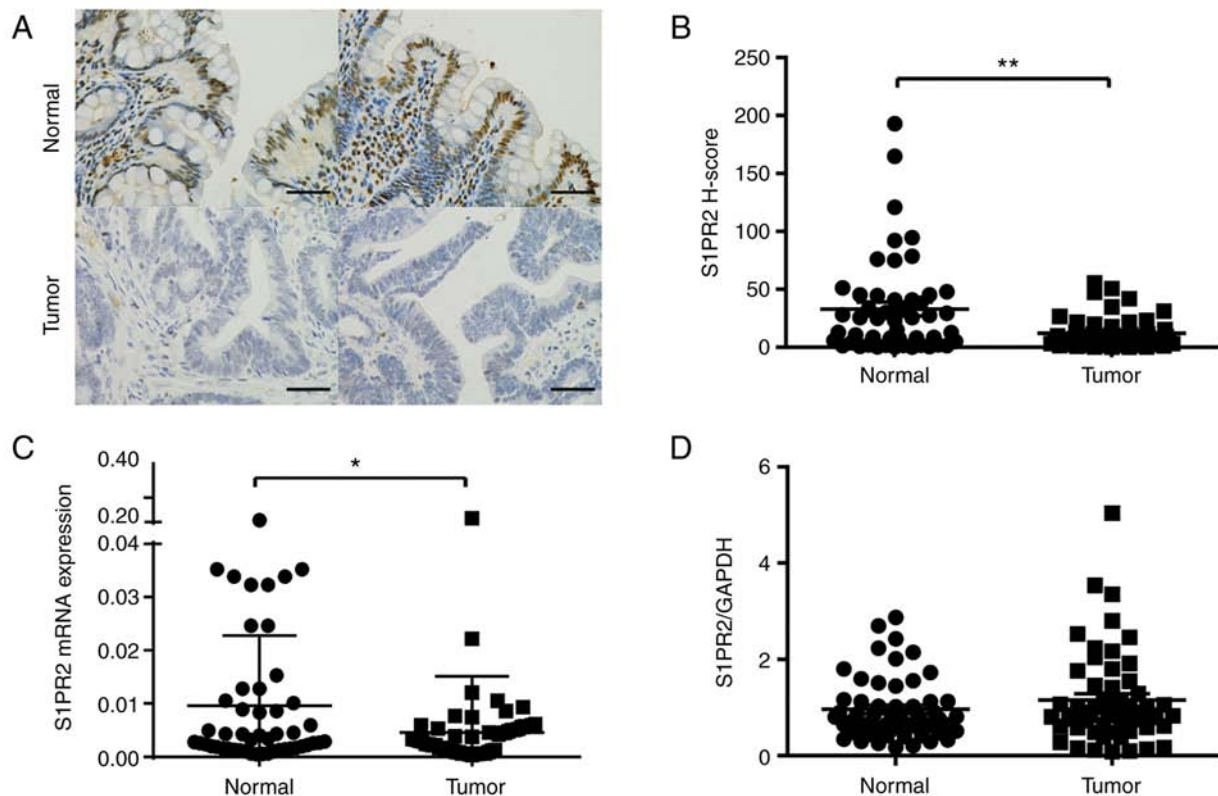 A
Normal
Tumor
B
S1PR2 H-score
250
200
150
100
50
0
**
Normal
Tumor
C
S1PR2 mRNA expression
0.40
0.20
0.04
0.03
0.02
0.01
0.00
*
Normal
Tumor
D
S1PR2/GAPDH
6
4
2
0
Normal
Tumor